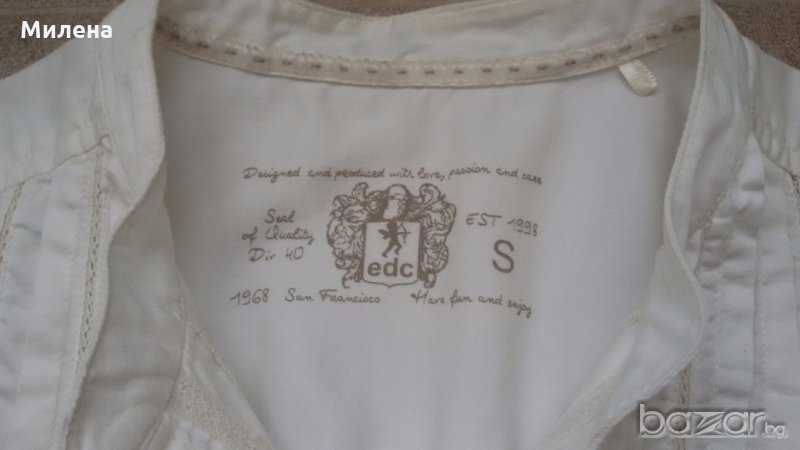 Милена
Designed and produced with love, passion and care
Seal
of Quality
Div 40
EST 1998
S
edc
1968 San Francisco Have fun and enjoy
bazar.bg